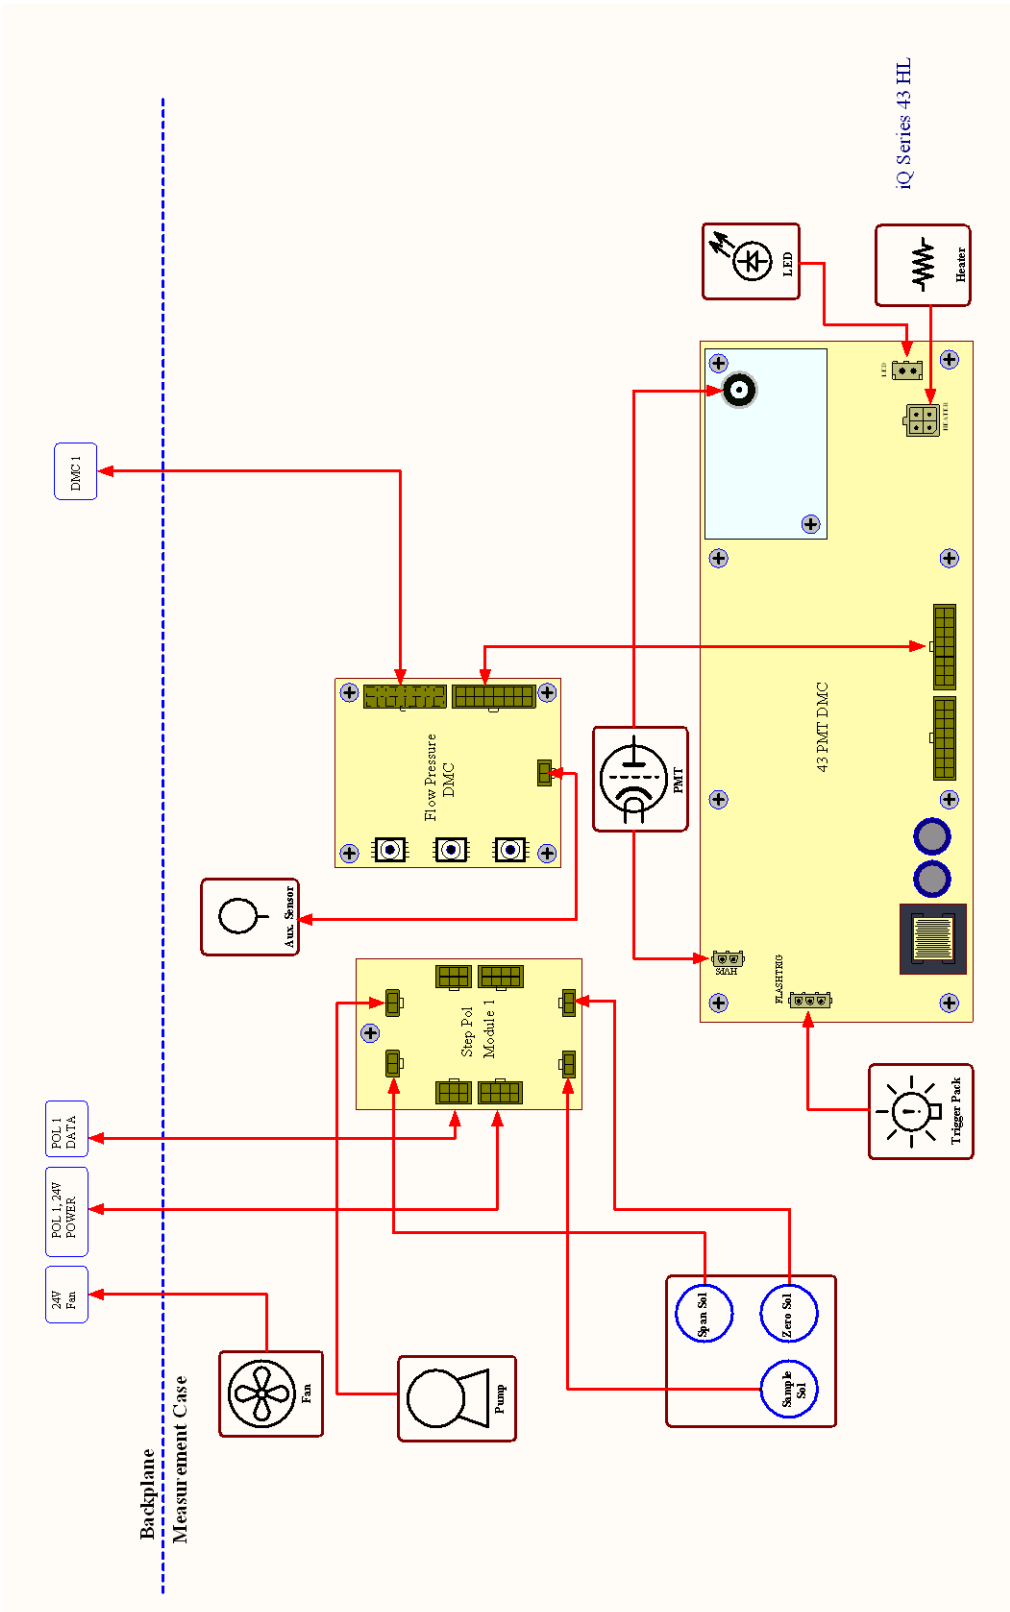 Backplane
Measurement Case
24V
Fan
POL 1, 24V
POWER
POL 1
DATA
DMC 1
Fan
Pump
Aux. Sensor
Step Pol
Module 1
Flow Pressure
DMC
Span Sol
Zero Sol
Sample
Sol
PMT
LED
Heater
Trigger Pack
43 PMT DMC
FLASHTRIG
HVPS
LED
HEATER
iQ Series 43 HL